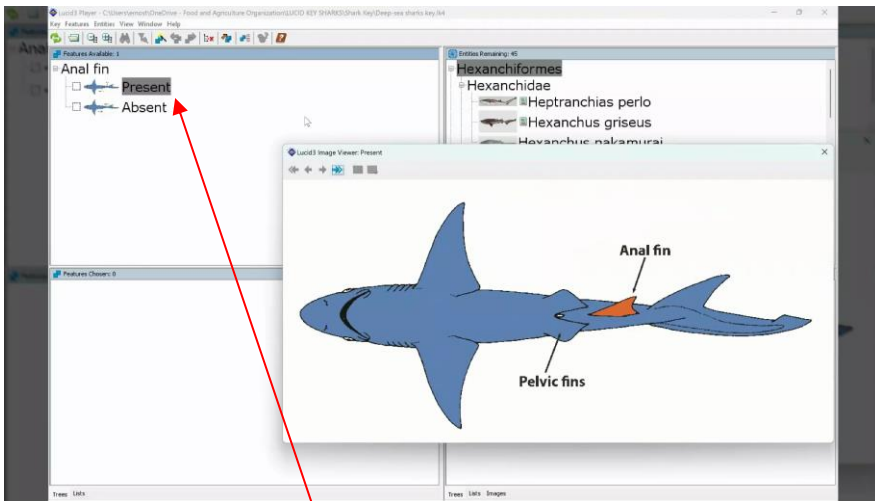 Lucid3 Player - C:\Users\ernosh\OneDrive - Food and Agriculture Organization\LUCID KEY SHARKS\Shark Key\Deep-sea sharks key.lk4
Key Features Entities View Window Help
Features Available: 1
Anal fin
Present
Absent
Entities Remaining: 45
Hexanchiformes
Hexanchidae
Heptranchias perlo
Hexanchus griseus
Hexanchus nakamurai
Lucid3 Image Viewer: Present
Anal fin
Pelvic fins
Features Chosen: 0
Trees Lists
Trees Lists Images